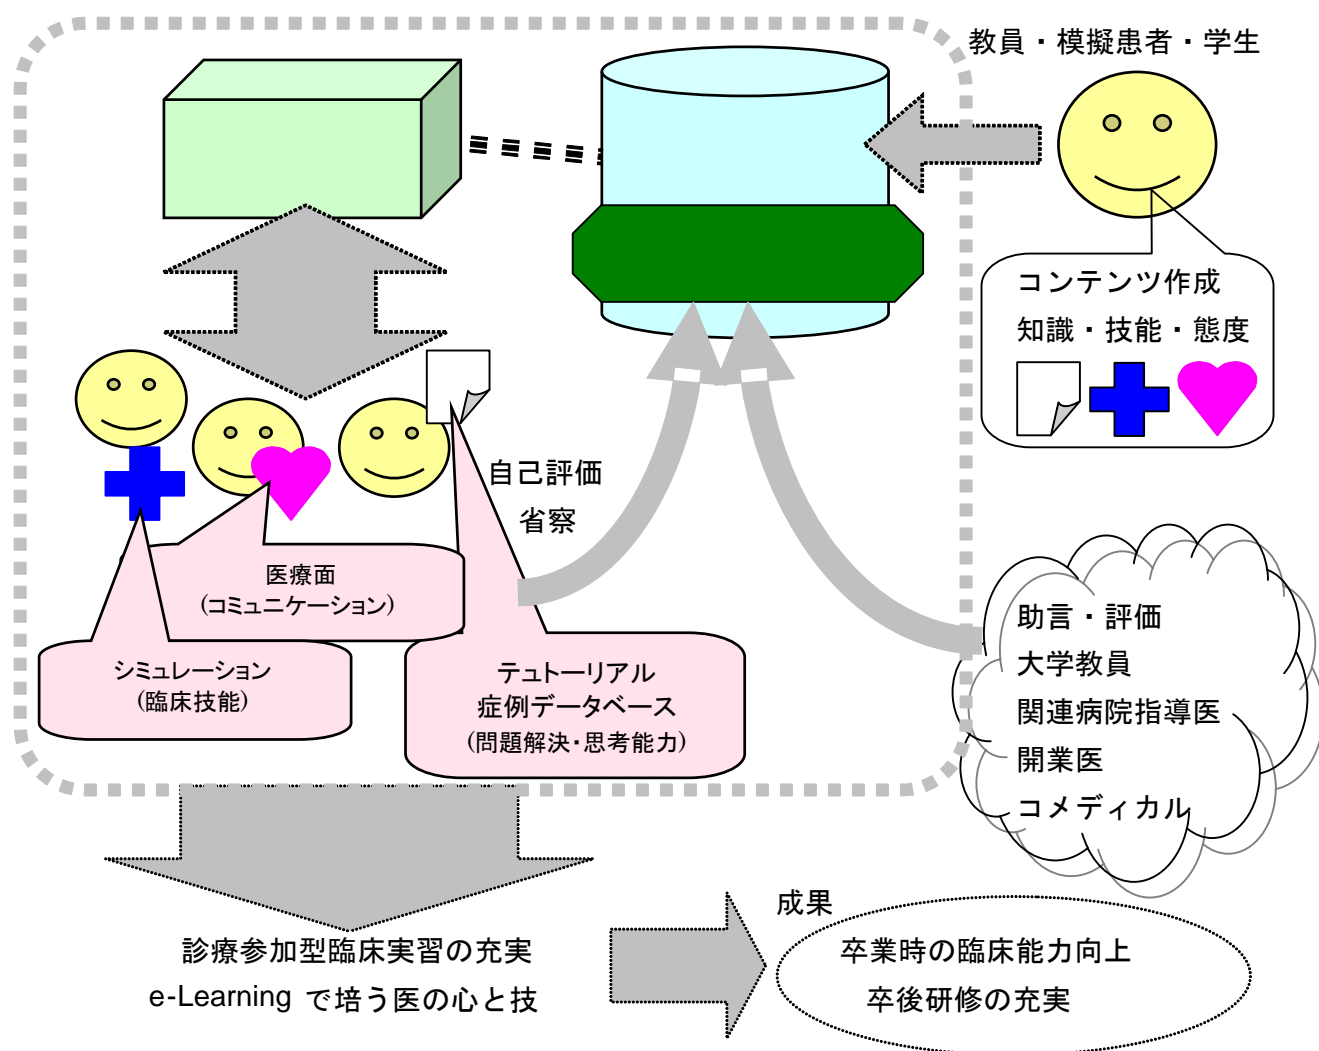 教員・模擬患者・学生
コンテンツ作成
知識・技能・態度
自己評価
省察
医療面
(コミュニケーション)
シミュレーション
(臨床技能)
テュトーリアル
症例データベース
(問題解決・思考能力)
助言・評価
大学教員
関連病院指導医
開業医
コメディカル
診療参加型臨床実習の充実
e-Learning で培う医の心と技
成果
卒業時の臨床能力向上
卒後研修の充実